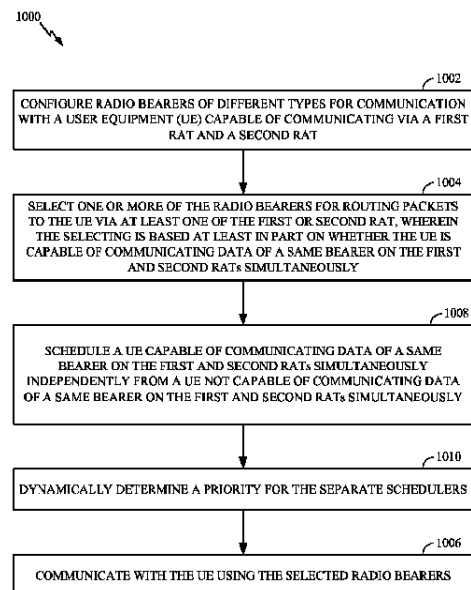 1000
1002
CONFIGURE RADIO BEARERS OF DIFFERENT TYPES FOR COMMUNICATION
WITH A USER EQUIPMENT (UE) CAPABLE OF COMMUNICATING VIA A FIRST
RAT AND A SECOND RAT
1004
SELECT ONE OR MORE OF THE RADIO BEARERS FOR ROUTING PACKETS
TO THE UE VIA AT LEAST ONE OF THE FIRST OR SECOND RAT, WHEREIN
THE SELECTING IS BASED AT LEAST IN PART ON WHETHER THE UE IS
CAPABLE OF COMMUNICATING DATA OF A SAME BEARER ON THE FIRST
AND SECOND RATs SIMULTANEOUSLY
1008
SCHEDULE A UE CAPABLE OF COMMUNICATING DATA OF A SAME
BEARER ON THE FIRST AND SECOND RATs SIMULTANEOUSLY
INDEPENDENTLY FROM A UE NOT CAPABLE OF COMMUNICATING DATA
OF A SAME BEARER ON THE FIRST AND SECOND RATs SIMULTANEOUSLY
1010
DYNAMICALLY DETERMINE A PRIORITY FOR THE SEPARATE SCHEDULERS
1006
COMMUNICATE WITH THE UE USING THE SELECTED RADIO BEARERS